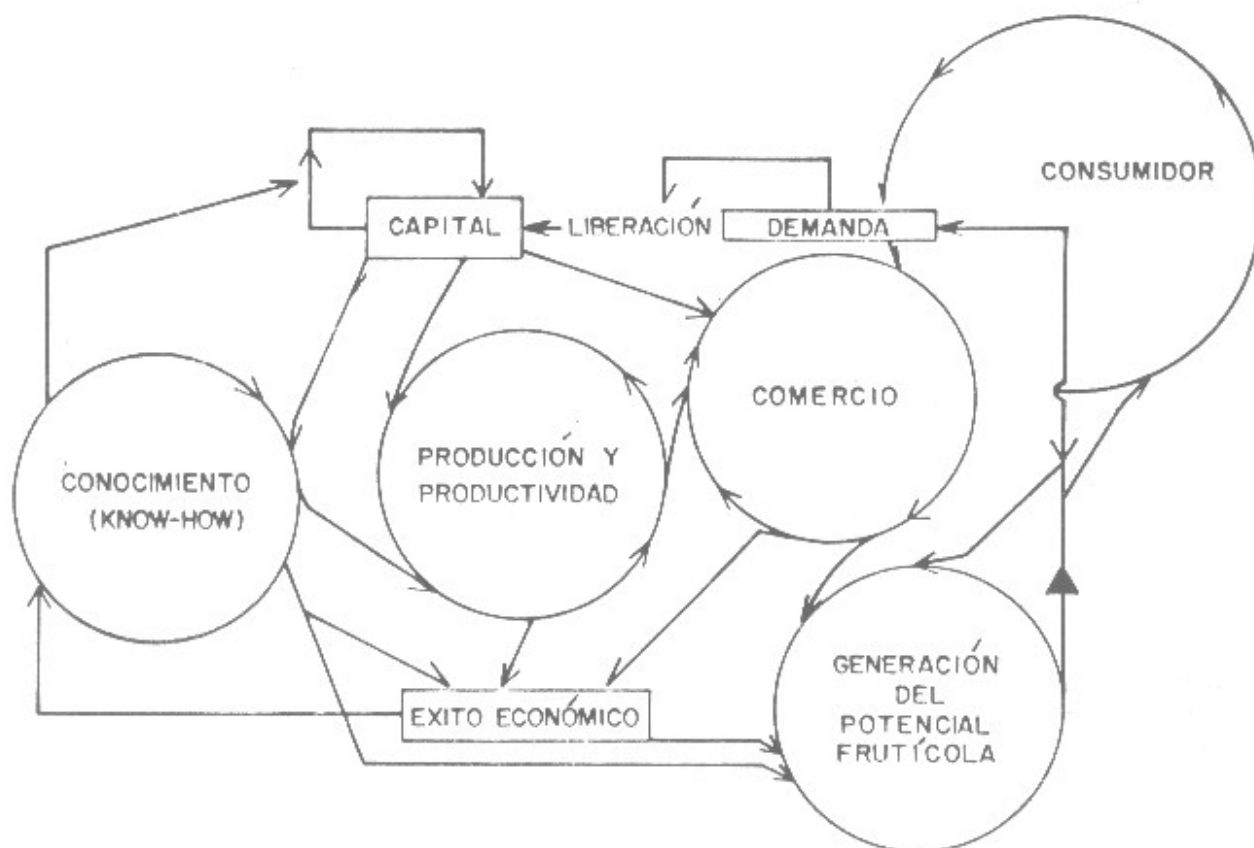 CONSUMIDOR
CAPITAL
LIBERACIÓN
DEMANDA
COMERCIO
PRODUCCIÓN Y
PRODUCTIVIDAD
CONOCIMIENTO
(KNOW-HOW)
GENERACIÓN
DEL
POTENCIAL
FRUTÍCOLA
EXITO ECONÓMICO